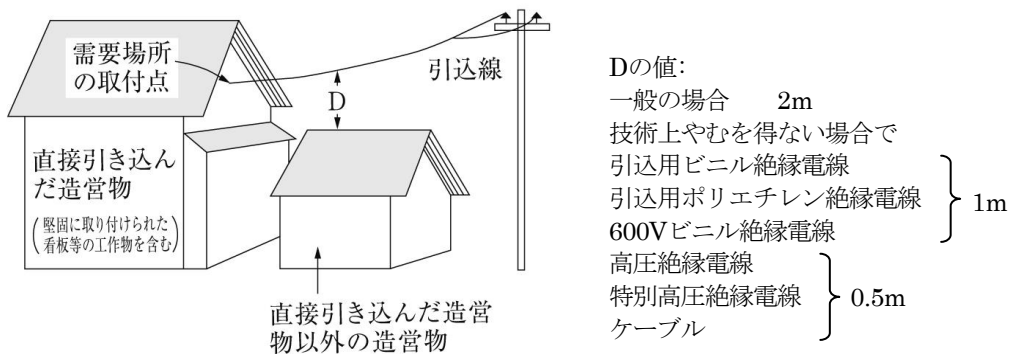 需要場所
の取付点
引込線
D
直接引き込ん
だ造営物
(堅固に取り付けられた
看板等の工作物を含む)
直接引き込んだ造営
物以外の造営物
Dの値:
一般の場合　2m
技術上やむを得ない場合で
引込用ビニル絶縁電線
引込用ポリエチレン絶縁電線
600Vビニル絶縁電線
1m
高圧絶縁電線
特別高圧絶縁電線
ケーブル
0.5m